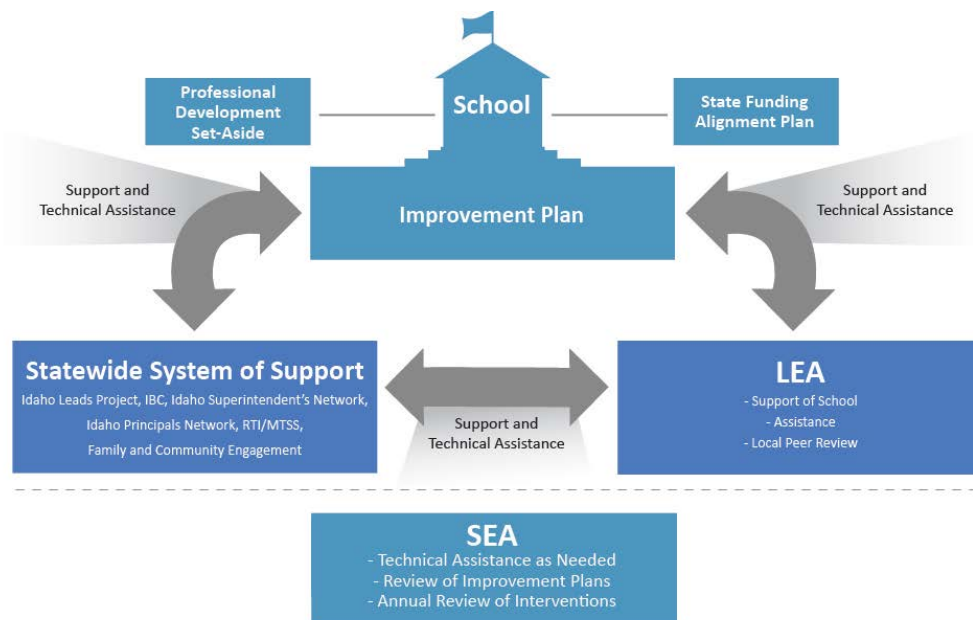 Professional
Development
Set-Aside
School
State Funding
Alignment Plan
Support and
Technical Assistance
Improvement Plan
Support and
Technical Assistance
Statewide System of Support
Idaho Leads Project, IBC, Idaho Superintendent's Network,
Idaho Principals Network, RTI/MTSS,
Family and Community Engagement
Support and
Technical Assistance
LEA
- Support of School
- Assistance
- Local Peer Review
SEA
- Technical Assistance as Needed
- Review of Improvement Plans
- Annual Review of Interventions